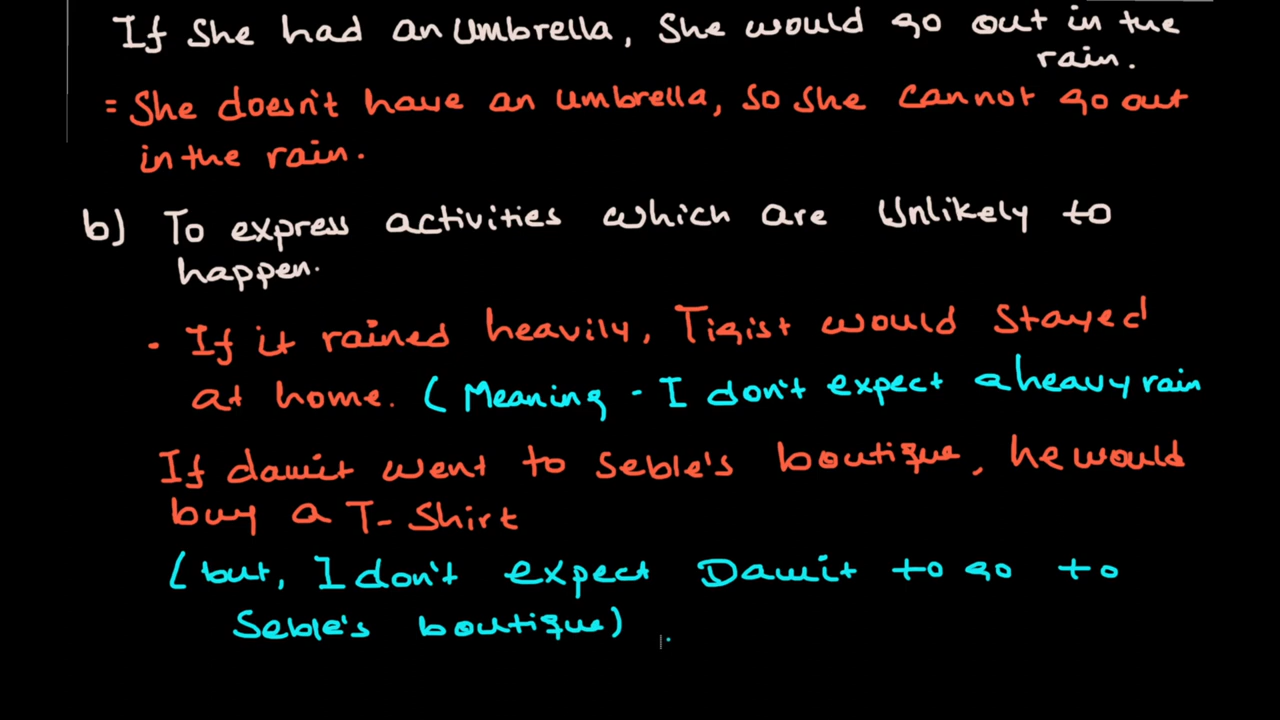 If She had an Umbrella, She would go out in the
rain.
= She doesn't have an umbrella, so she cannot go out
in the rain.
b) To express activities which are Unlikely to
happen.
• If it rained heavily, Tigist would stayed
at home. (Meaning - I don't expect a heavy rain
If damit went to seble's boutique, he would
buy a T-Shirt
(but, I don't expect Damit to go to
Seble's boutique)